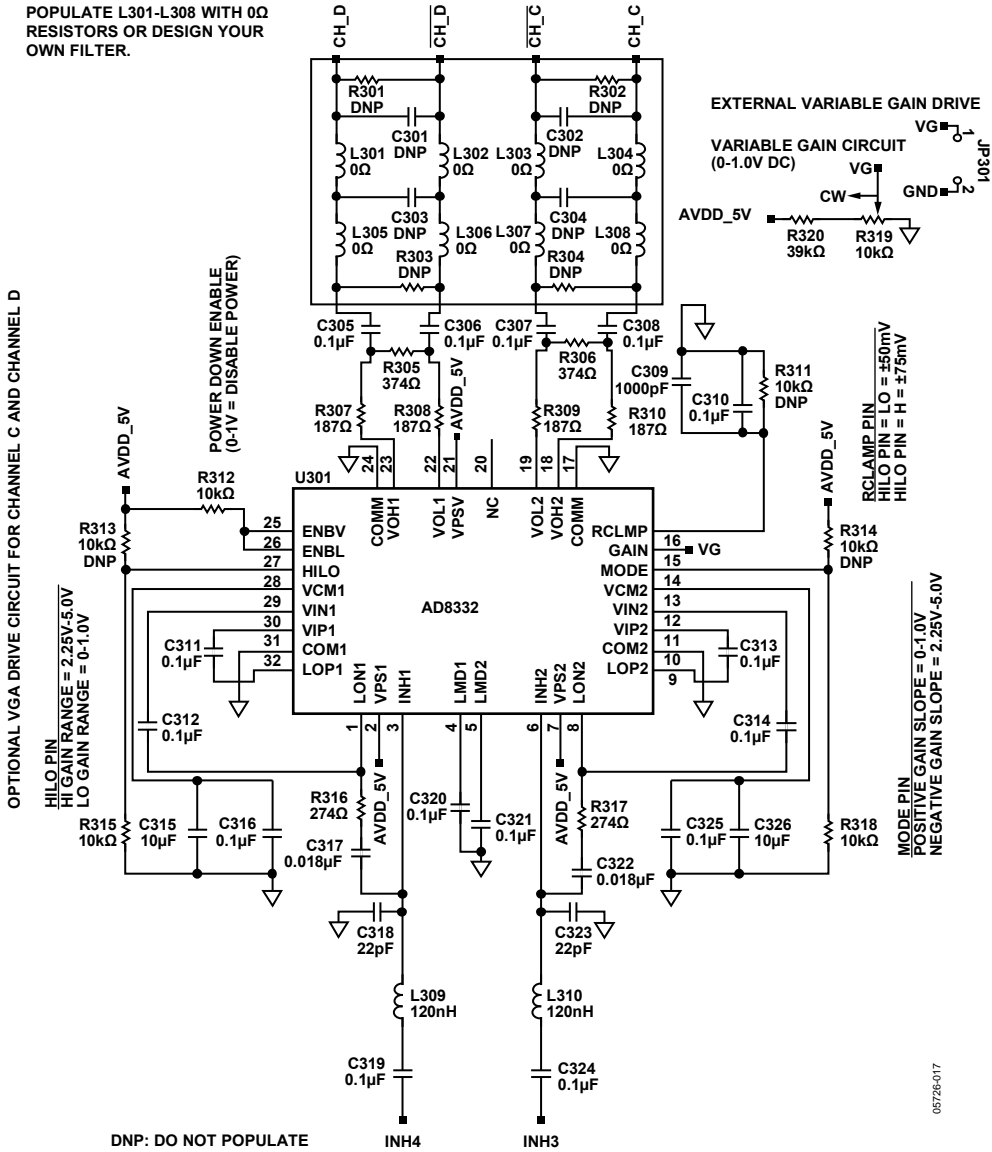 POPULATE L301-L308 WITH 0Ω
RESISTORS OR DESIGN YOUR
OWN FILTER.
CH_D
CH_D
CH_C
CH_C
R301
DNP
R302
DNP
C301
DNP
C302
DNP
L301
0Ω
L302
0Ω
L303
0Ω
L304
0Ω
C303
DNP
C304
DNP
L305
0Ω
L306
0Ω
L307
0Ω
L308
0Ω
R303
DNP
R304
DNP
EXTERNAL VARIABLE GAIN DRIVE
VG
1
JP301
2
GND
VARIABLE GAIN CIRCUIT
(0-1.0V DC)
VG
CW
AVDD_5V
R320
39kΩ
R319
10kΩ
OPTIONAL VGA DRIVE CIRCUIT FOR CHANNEL C AND CHANNEL D
POWER DOWN ENABLE
(0-1V = DISABLE POWER)
C305
0.1µF
C306
0.1µF
C307
0.1µF
C308
0.1µF
R305
374Ω
R306
374Ω
R307
187Ω
R308
187Ω
AVDD_5V
R309
187Ω
R310
187Ω
C309
1000pF
C310
0.1µF
R311
10kΩ
DNP
RCLAMP PIN
HILO PIN = LO = ±50mV
HILO PIN = H = ±75mV
AVDD_5V
R312
10kΩ
R313
10kΩ
DNP
AVDD_5V
R314
10kΩ
DNP
U301
24
23
22
21
20
19
18
17
COMM
VOH1
VOL1
VPSV
NC
VOL2
VOH2
COMM
25
ENBV
26
ENBL
27
HILO
28
VCM1
29
VIN1
30
VIP1
31
COM1
32
LOP1
AD8332
RCLMP
16
GAIN
VG
15
MODE
14
VCM2
13
VIN2
12
VIP2
11
COM2
10
LOP2
9
LON1
VPS1
INH1
LMD1
LMD2
INH2
VPS2
LON2
1
2
3
4
5
6
7
8
C311
0.1µF
C312
0.1µF
C313
0.1µF
C314
0.1µF
HILO PIN
HI GAIN RANGE = 2.25V-5.0V
LO GAIN RANGE = 0-1.0V
MODE PIN
POSITIVE GAIN SLOPE = 0-1.0V
NEGATIVE GAIN SLOPE = 2.25V-5.0V
R315
10kΩ
C315
10µF
C316
0.1µF
R316
274Ω
AVDD_5V
C317
0.018µF
C320
0.1µF
C321
0.1µF
AVDD_5V
R317
274Ω
C322
0.018µF
C325
0.1µF
C326
10µF
R318
10kΩ
C318
22pF
C323
22pF
L309
120nH
L310
120nH
C319
0.1µF
C324
0.1µF
INH4
INH3
DNP: DO NOT POPULATE
05726-017